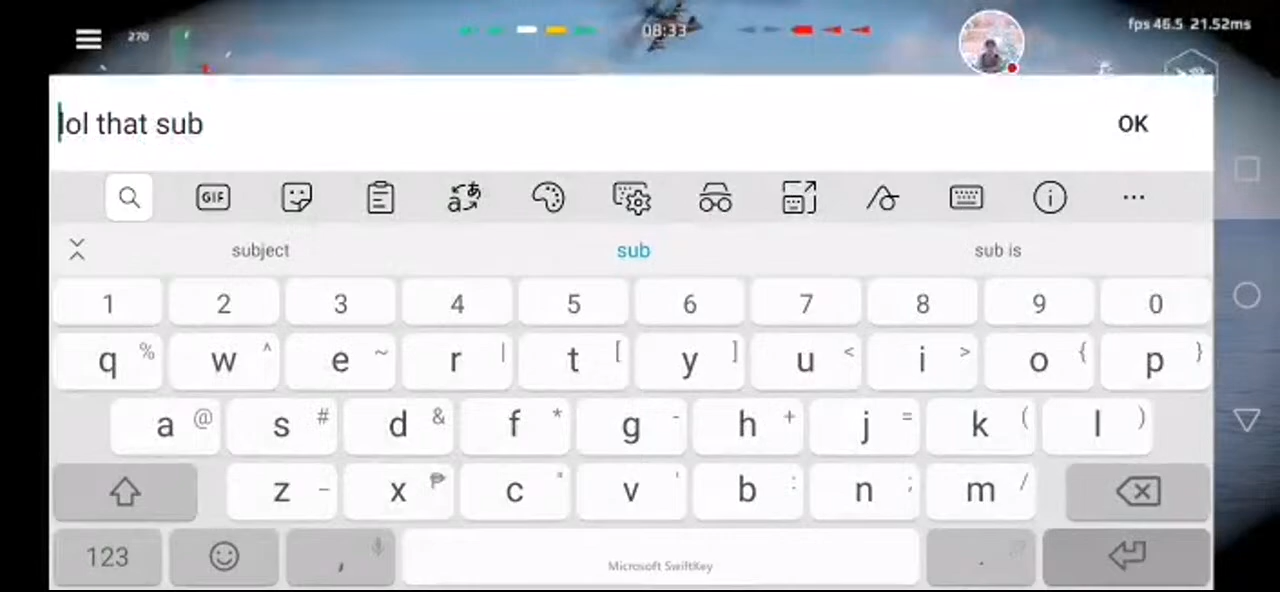 270
08:33
fps 46.5 21.52ms
lol that sub
OK
GIF
subject
sub
sub is
1 2 3 4 5 6 7 8 9 0
q % w ^ e ~ r | t [ y ] u < i > o { p }
a @ s # d & f * g - h + j = k ( l )
z _ x ₱ c " v ' b : n ; m /
123 , Microsoft SwiftKey .